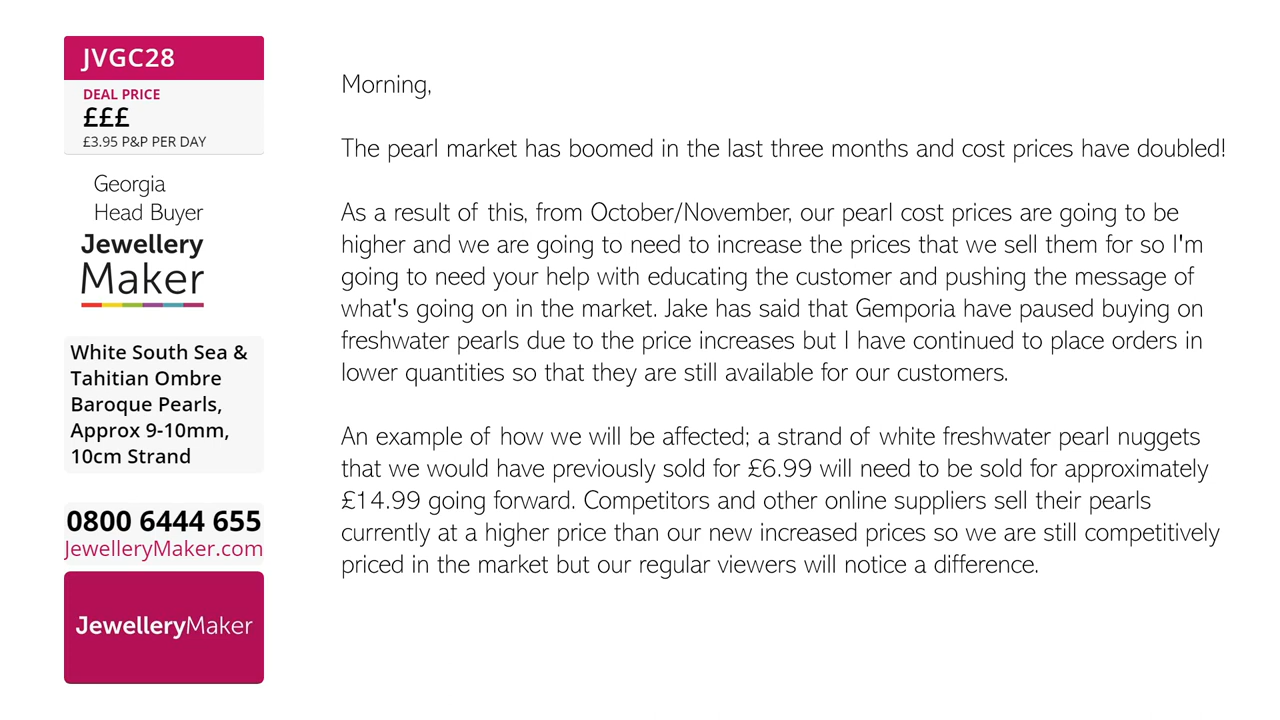 JVGC28
DEAL PRICE
£££
£3.95 P&P PER DAY
Georgia
Head Buyer
Jewellery
Maker
White South Sea &
Tahitian Ombre
Baroque Pearls,
Approx 9-10mm,
10cm Strand
0800 6444 655
JewelleryMaker.com
JewelleryMaker
Morning,
The pearl market has boomed in the last three months and cost prices have doubled!
As a result of this, from October/November, our pearl cost prices are going to be
higher and we are going to need to increase the prices that we sell them for so I'm
going to need your help with educating the customer and pushing the message of
what's going on in the market. Jake has said that Gemporia have paused buying on
freshwater pearls due to the price increases but I have continued to place orders in
lower quantities so that they are still available for our customers.
An example of how we will be affected; a strand of white freshwater pearl nuggets
that we would have previously sold for £6.99 will need to be sold for approximately
£14.99 going forward. Competitors and other online suppliers sell their pearls
currently at a higher price than our new increased prices so we are still competitively
priced in the market but our regular viewers will notice a difference.